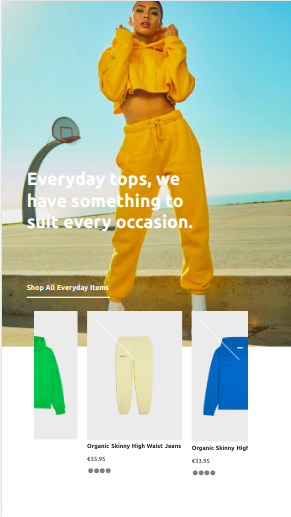 Everyday tops, we
have something to
suit every occasion.
Shop All Everyday Items
Organic Skinny High Waist Jeans
€33.95
Organic Skinny High
€33.95